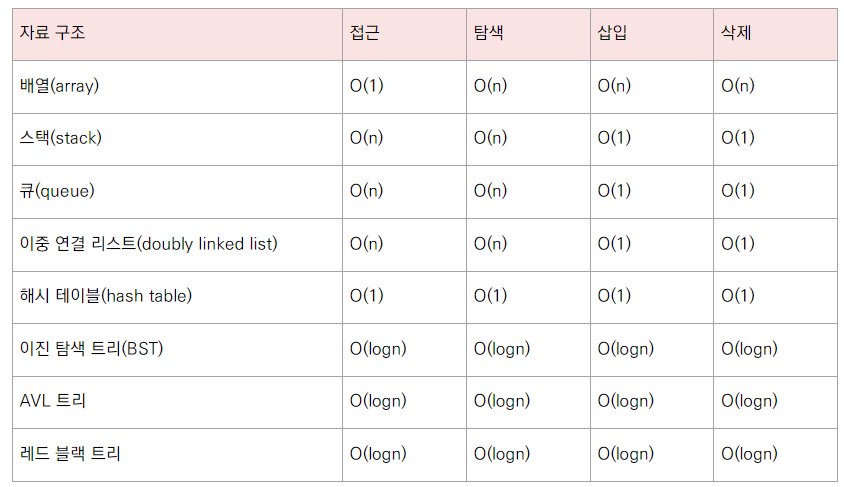 자료 구조 접근 탐색 삽입 삭제
배열(array) O(1) O(n) O(n) O(n)
스택(stack) O(n) O(n) O(1) O(1)
큐(queue) O(n) O(n) O(1) O(1)
이중 연결 리스트(doubly linked list) O(n) O(n) O(1) O(1)
해시 테이블(hash table) O(1) O(1) O(1) O(1)
이진 탐색 트리(BST) O(logn) O(logn) O(logn) O(logn)
AVL 트리 O(logn) O(logn) O(logn) O(logn)
레드 블랙 트리 O(logn) O(logn) O(logn) O(logn)